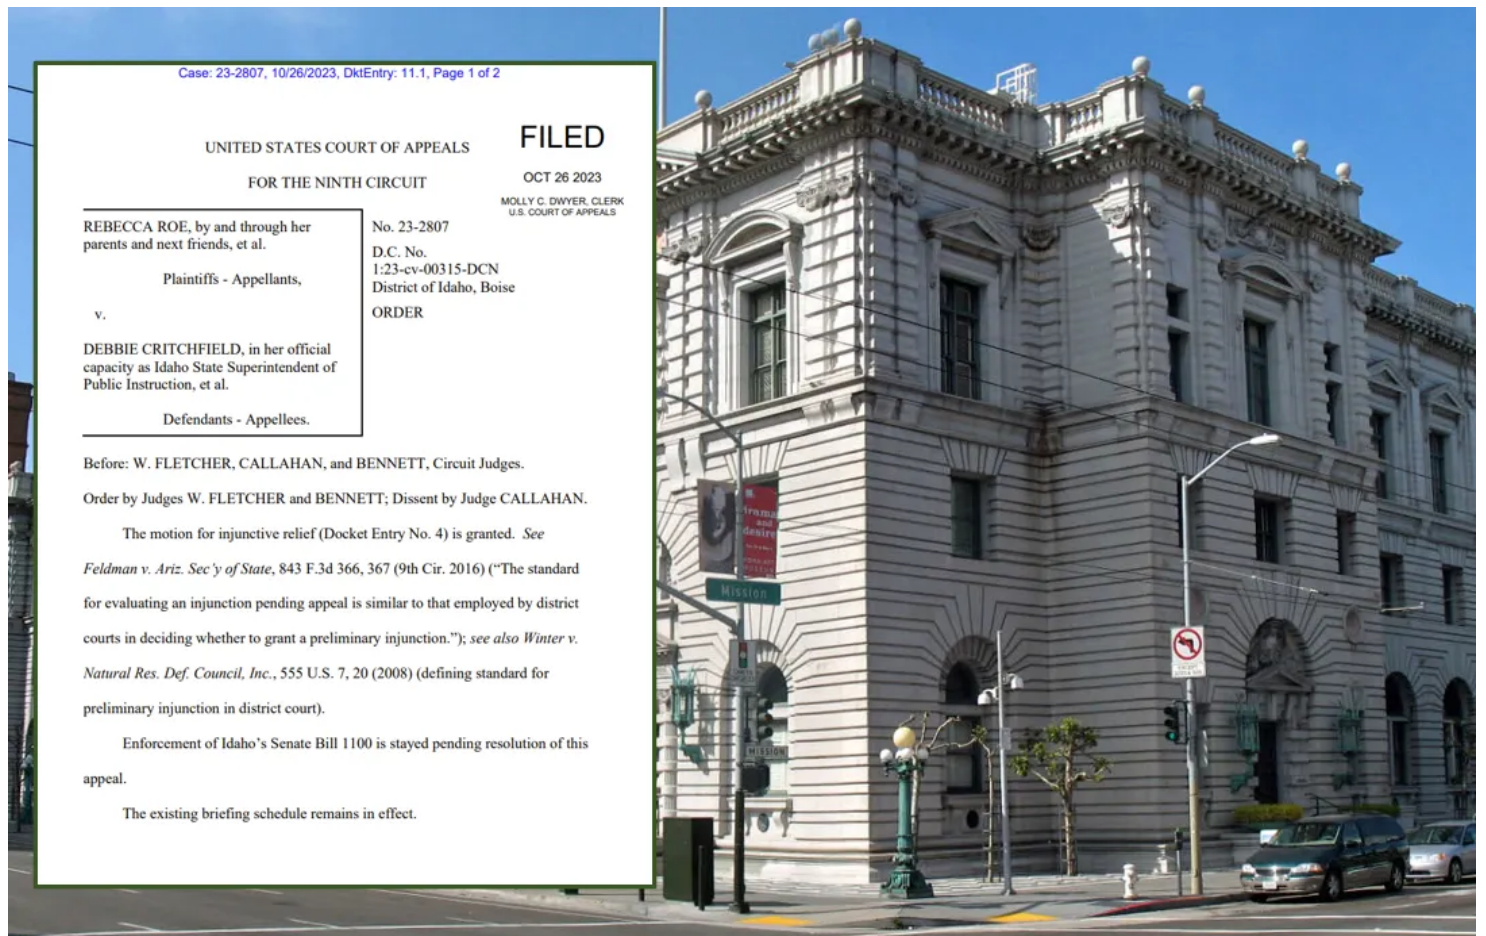 Case: 23-2807, 10/26/2023, DktEntry: 11.1, Page 1 of 2
FILED
OCT 26 2023
MOLLY C. DWYER, CLERK
U.S. COURT OF APPEALS
UNITED STATES COURT OF APPEALS
FOR THE NINTH CIRCUIT
REBECCA ROE, by and through her
parents and next friends, et al.
Plaintiffs - Appellants,
v.
DEBBIE CRITCHFIELD, in her official
capacity as Idaho State Superintendent of
Public Instruction, et al.
Defendants - Appellees.
No. 23-2807
D.C. No.
1:23-cv-00315-DCN
District of Idaho, Boise
ORDER
Before: W. FLETCHER, CALLAHAN, and BENNETT, Circuit Judges.
Order by Judges W. FLETCHER and BENNETT; Dissent by Judge CALLAHAN.
The motion for injunctive relief (Docket Entry No. 4) is granted. See
Feldman v. Ariz. Sec’y of State, 843 F.3d 366, 367 (9th Cir. 2016) (“The standard
for evaluating an injunction pending appeal is similar to that employed by district
courts in deciding whether to grant a preliminary injunction.”); see also Winter v.
Natural Res. Def. Council, Inc., 555 U.S. 7, 20 (2008) (defining standard for
preliminary injunction in district court).
Enforcement of Idaho’s Senate Bill 1100 is stayed pending resolution of this
appeal.
The existing briefing schedule remains in effect.
drama
and
desire
Mission
MISSION